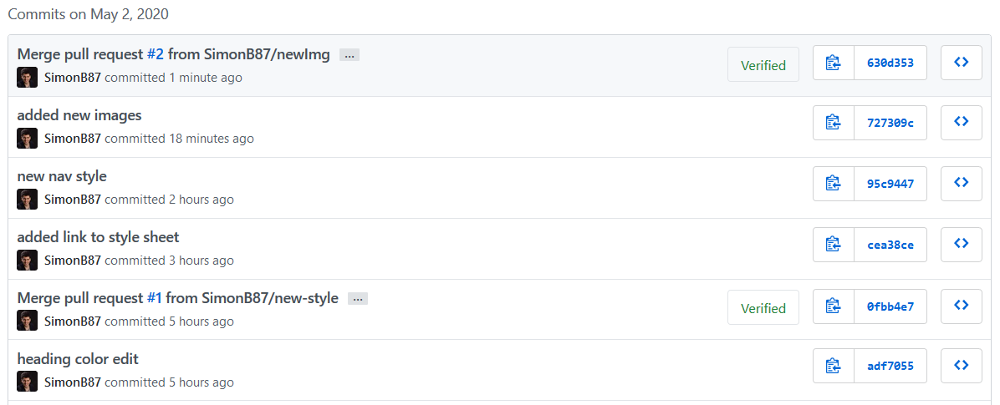 Commits on May 2, 2020
Merge pull request #2 from SimonB87/newImg ...
SimonB87 committed 1 minute ago
Verified
630d353
added new images
SimonB87 committed 18 minutes ago
727309c
new nav style
SimonB87 committed 2 hours ago
95c9447
added link to style sheet
SimonB87 committed 3 hours ago
cea38ce
Merge pull request #1 from SimonB87/new-style ...
SimonB87 committed 5 hours ago
Verified
0fbb4e7
heading color edit
SimonB87 committed 5 hours ago
adf7055